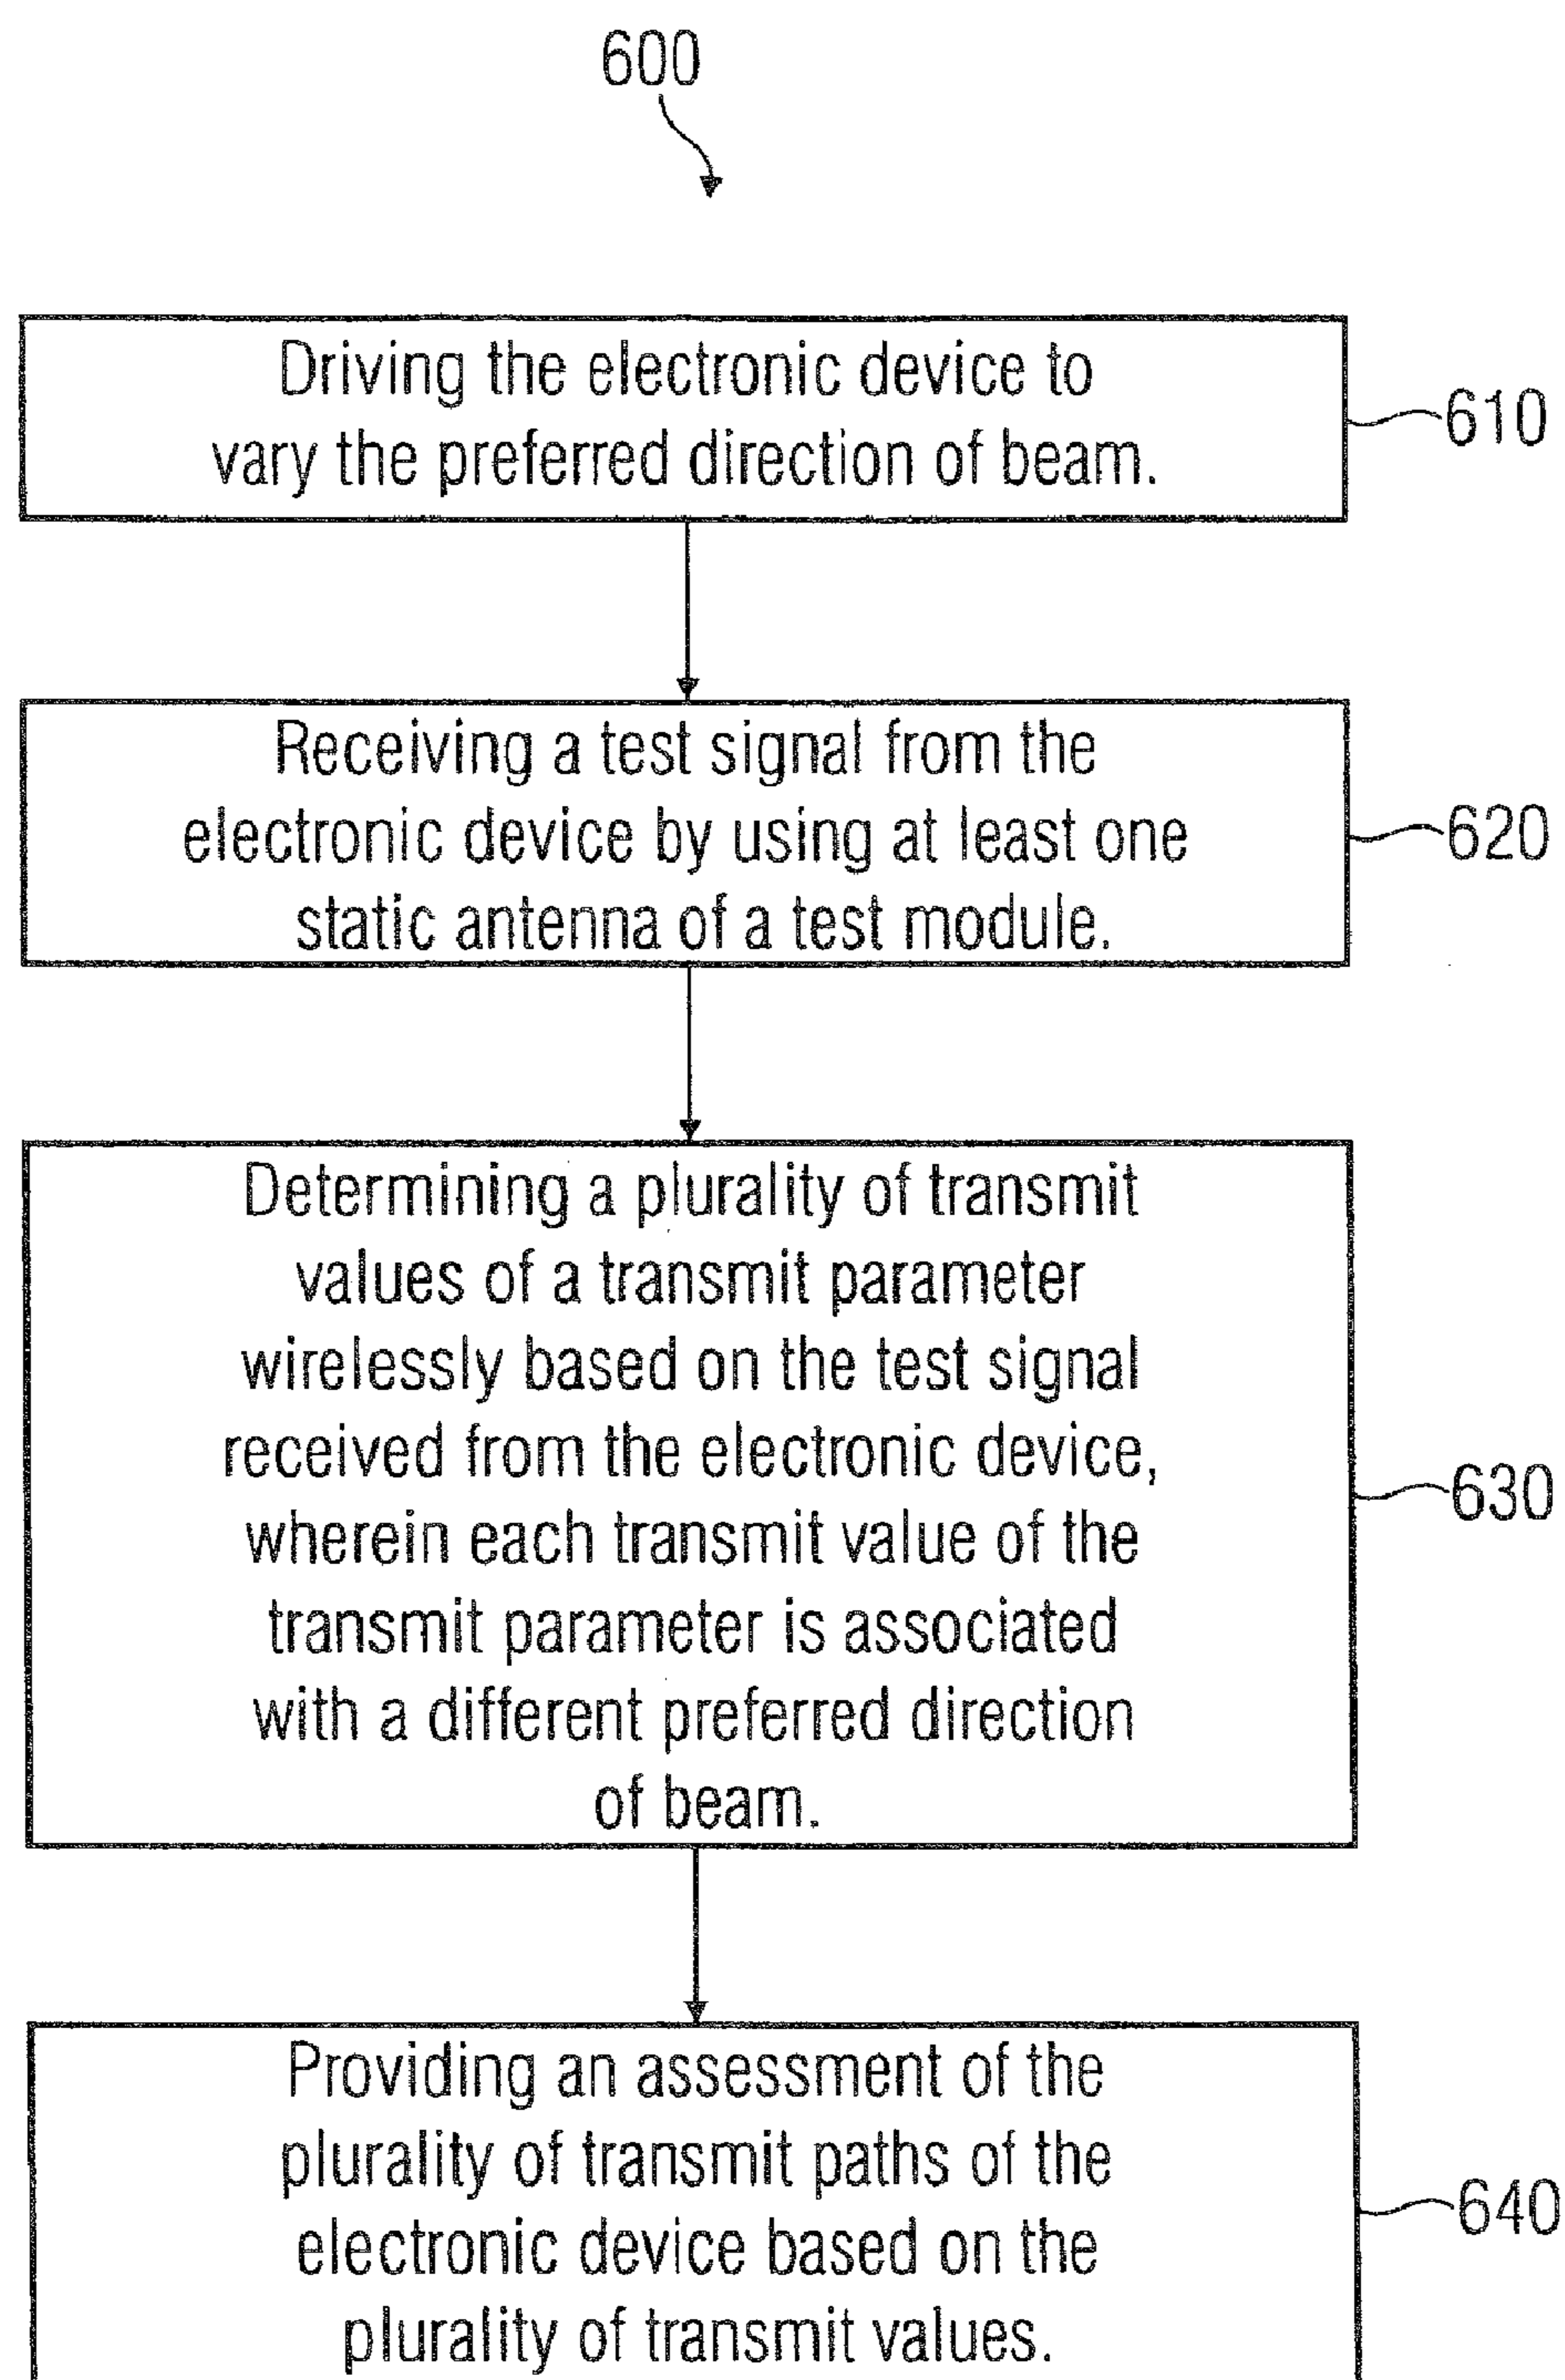 600
Driving the electronic device to
vary the preferred direction of beam.
610
Receiving a test signal from the
electronic device by using at least one
static antenna of a test module.
620
Determining a plurality of transmit
values of a transmit parameter
wirelessly based on the test signal
received from the electronic device,
wherein each transmit value of the
transmit parameter is associated
with a different preferred direction
of beam.
630
Providing an assessment of the
plurality of transmit paths of the
electronic device based on the
plurality of transmit values.
640